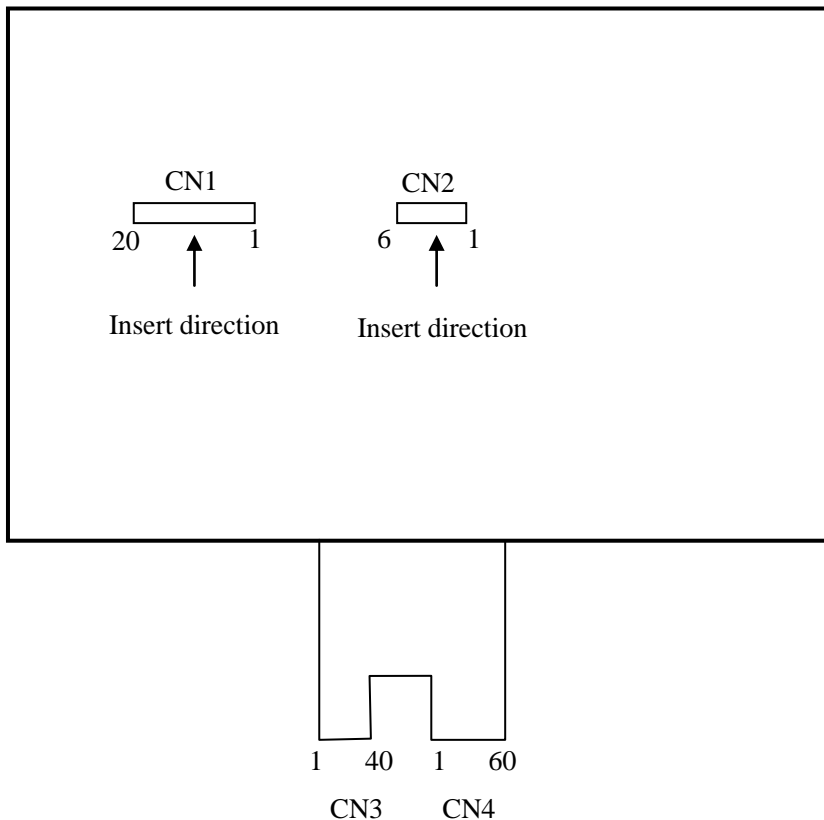 CN1 CN2
20 1 6 1
Insert direction Insert direction
1 40 1 60
CN3 CN4